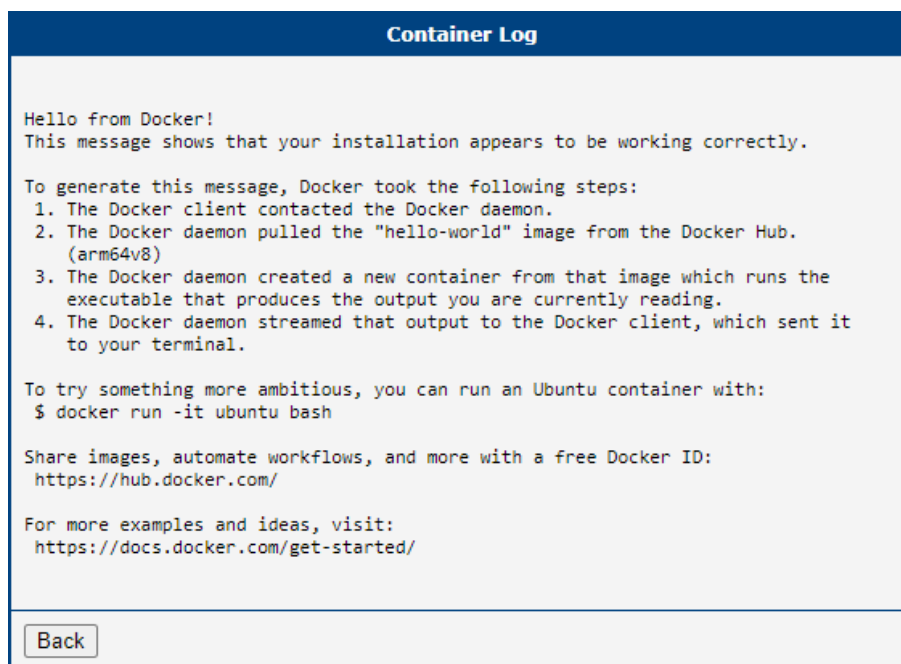 Container Log
Hello from Docker!
This message shows that your installation appears to be working correctly.
To generate this message, Docker took the following steps:
1. The Docker client contacted the Docker daemon.
2. The Docker daemon pulled the "hello-world" image from the Docker Hub.
(arm64v8)
3. The Docker daemon created a new container from that image which runs the
executable that produces the output you are currently reading.
4. The Docker daemon streamed that output to the Docker client, which sent it
to your terminal.
To try something more ambitious, you can run an Ubuntu container with:
$ docker run -it ubuntu bash
Share images, automate workflows, and more with a free Docker ID:
https://hub.docker.com/
For more examples and ideas, visit:
https://docs.docker.com/get-started/
Back